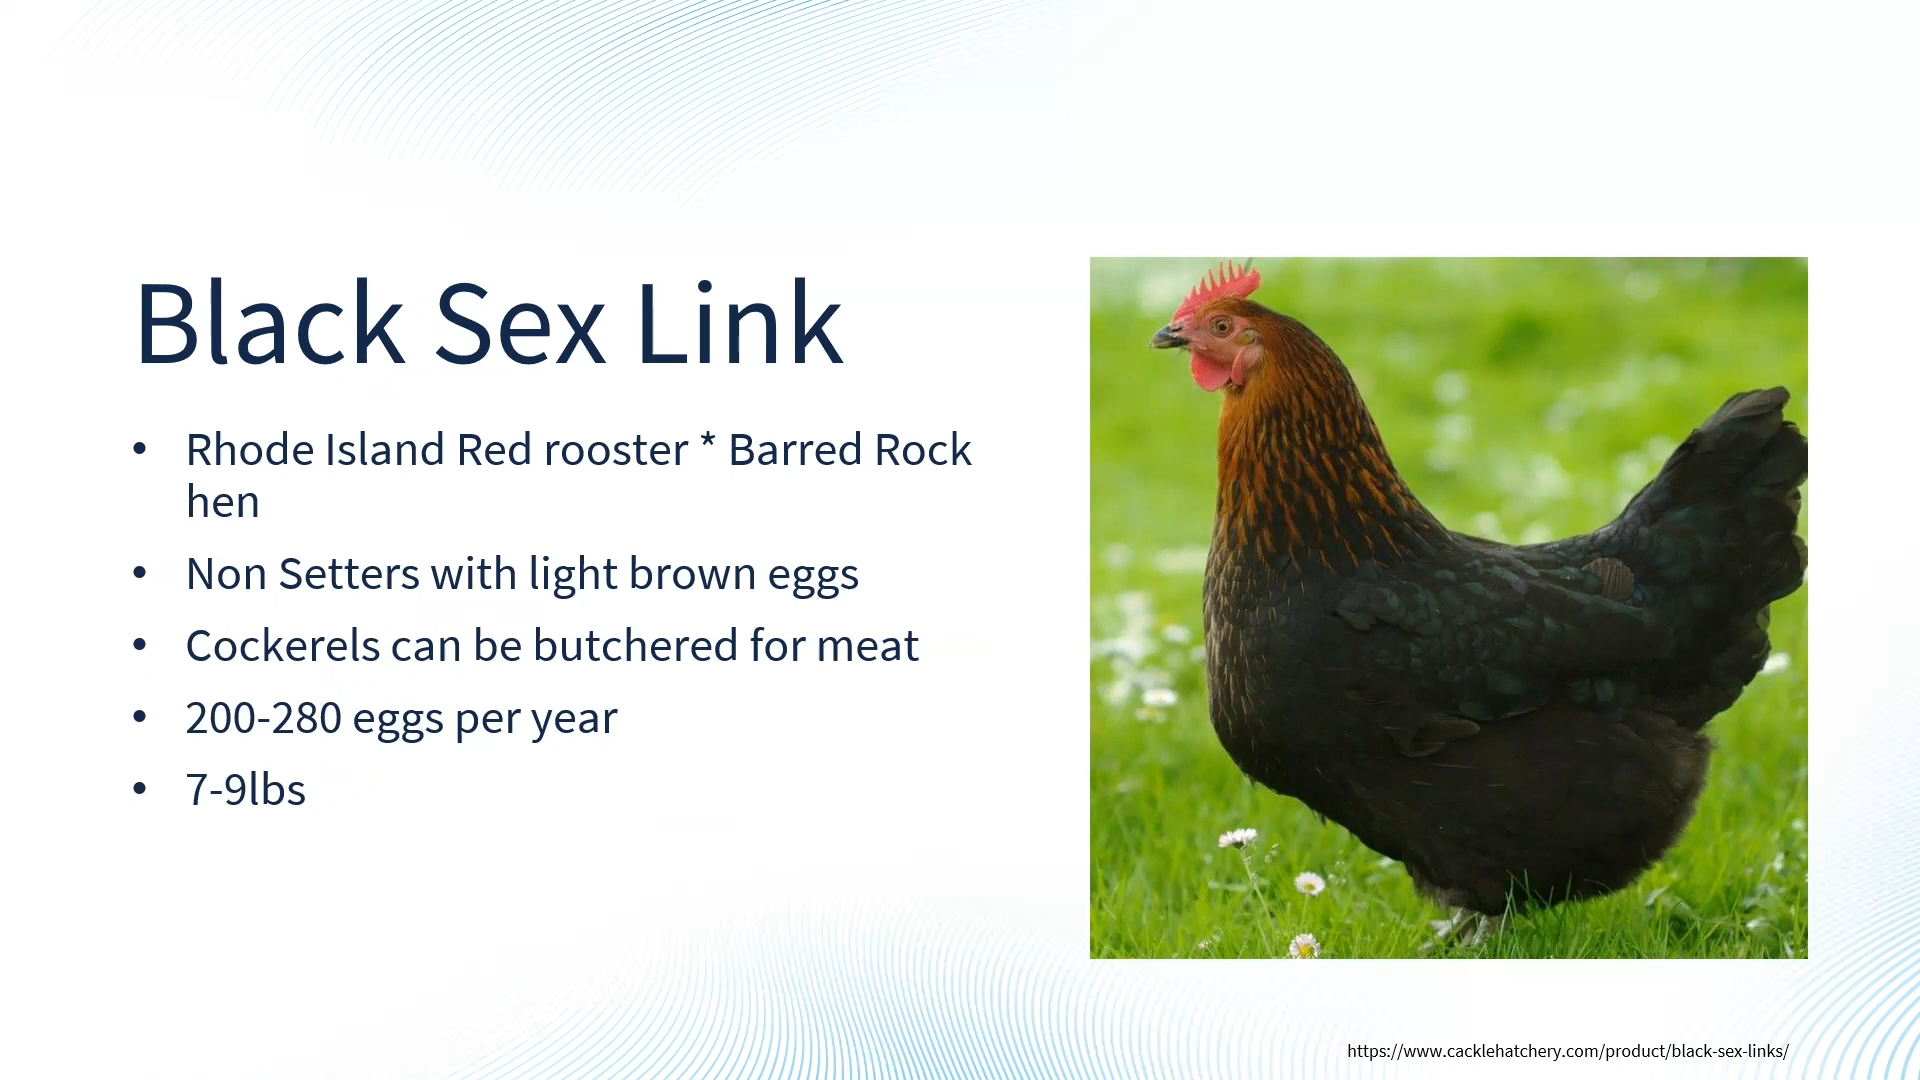 Black Sex Link
• Rhode Island Red rooster * Barred Rock
hen
• Non Setters with light brown eggs
• Cockerels can be butchered for meat
• 200-280 eggs per year
• 7-9lbs
https://www.cacklehatchery.com/product/black-sex-links/